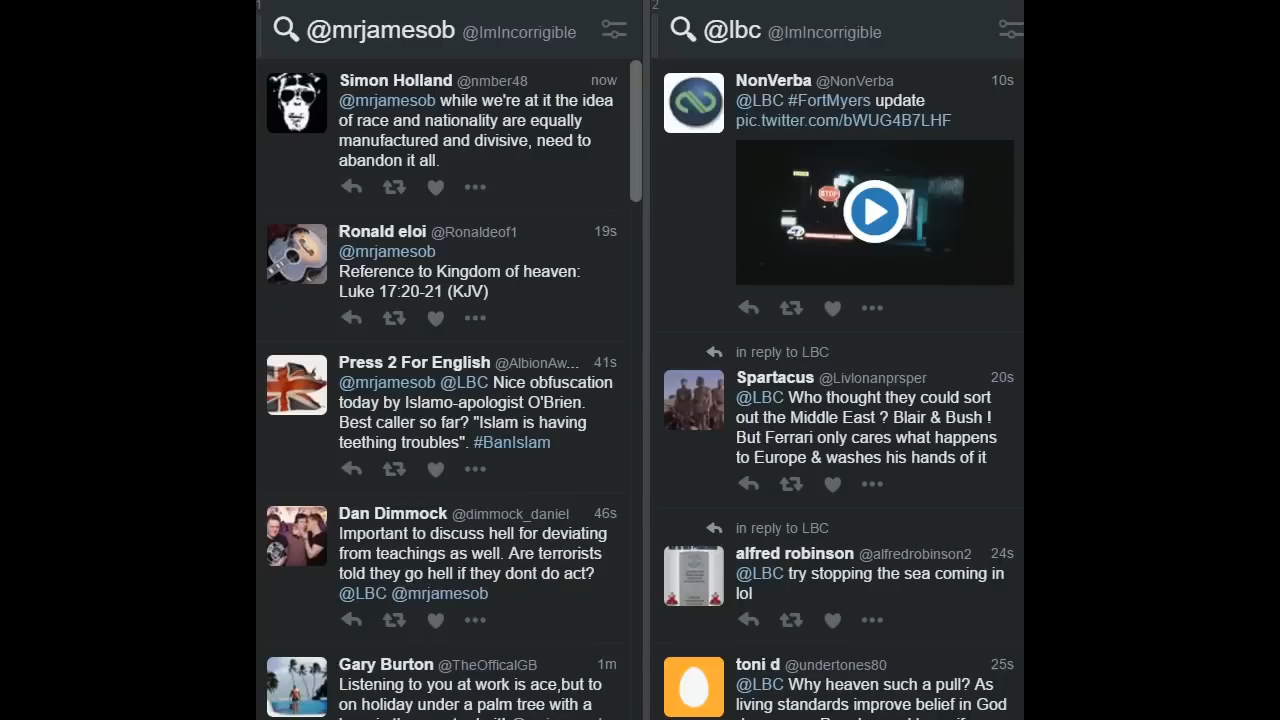 1
@mrjamesob @ImIncorrigible
Simon Holland @nmber48 now
@mrjamesob while we're at it the idea
of race and nationality are equally
manufactured and divisive, need to
abandon it all.
Ronald eloi @Ronaldeof1 19s
@mrjamesob
Reference to Kingdom of heaven:
Luke 17:20-21 (KJV)
Press 2 For English @AlbionAw... 41s
@mrjamesob @LBC Nice obfuscation
today by Islamo-apologist O'Brien.
Best caller so far? "Islam is having
teething troubles". #BanIslam
Dan Dimmock @dimmock_daniel 46s
Important to discuss hell for deviating
from teachings as well. Are terrorists
told they go hell if they dont do act?
@LBC @mrjamesob
Gary Burton @TheOfficalGB 1m
Listening to you at work is ace,but to
on holiday under a palm tree with a
2
@lbc @ImIncorrigible
NonVerba @NonVerba 10s
@LBC #FortMyers update
pic.twitter.com/bWUG4B7LHF
STOP
in reply to LBC
Spartacus @Livlonanprsper 20s
@LBC Who thought they could sort
out the Middle East ? Blair & Bush !
But Ferrari only cares what happens
to Europe & washes his hands of it
in reply to LBC
alfred robinson @alfredrobinson2 24s
@LBC try stopping the sea coming in
lol
toni d @undertones80 25s
@LBC Why heaven such a pull? As
living standards improve belief in God